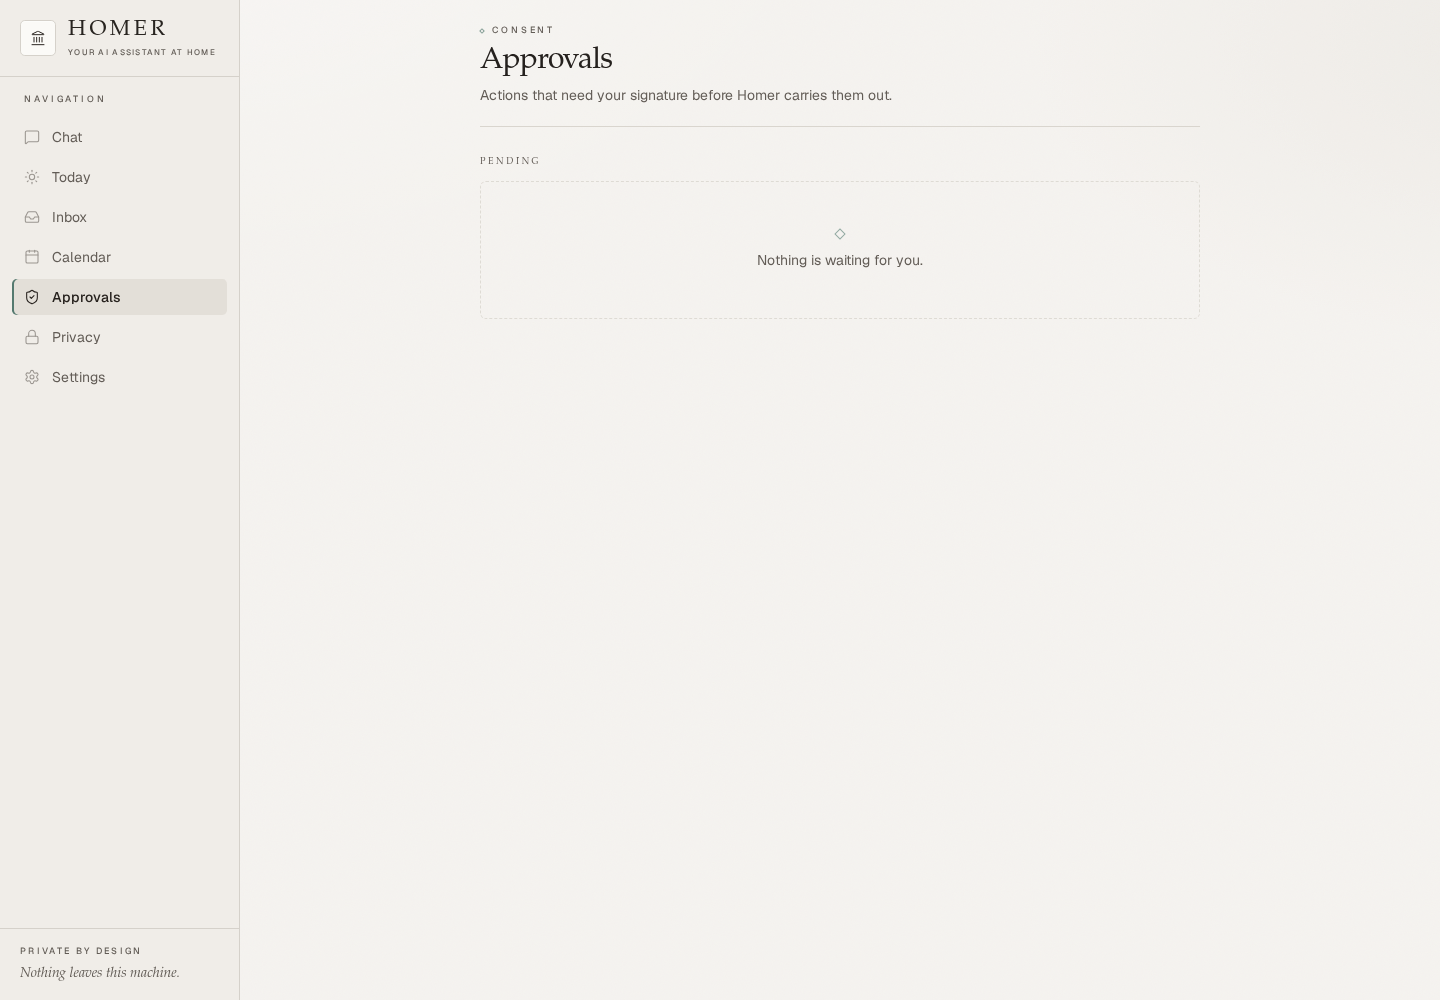 HOMER
YOUR AI ASSISTANT AT HOME
NAVIGATION
Chat
Today
Inbox
Calendar
Approvals
Privacy
Settings
PRIVATE BY DESIGN
Nothing leaves this machine.
CONSENT
Approvals
Actions that need your signature before Homer carries them out.
PENDING
Nothing is waiting for you.